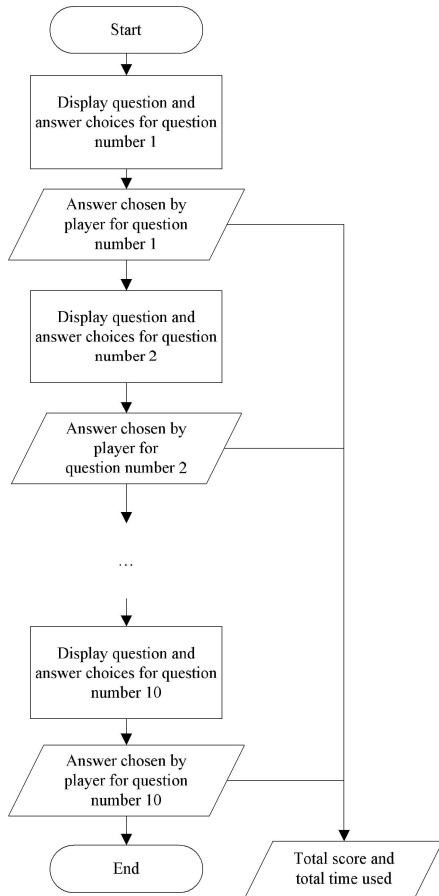 Start
Display question and
answer choices for question
number 1
Answer chosen by
player for question
number 1
Display question and
answer choices for question
number 2
Answer chosen by
player for
question number 2
...
Display question and
answer choices for question
number 10
Answer chosen by
player for question
number 10
End
Total score and
total time used